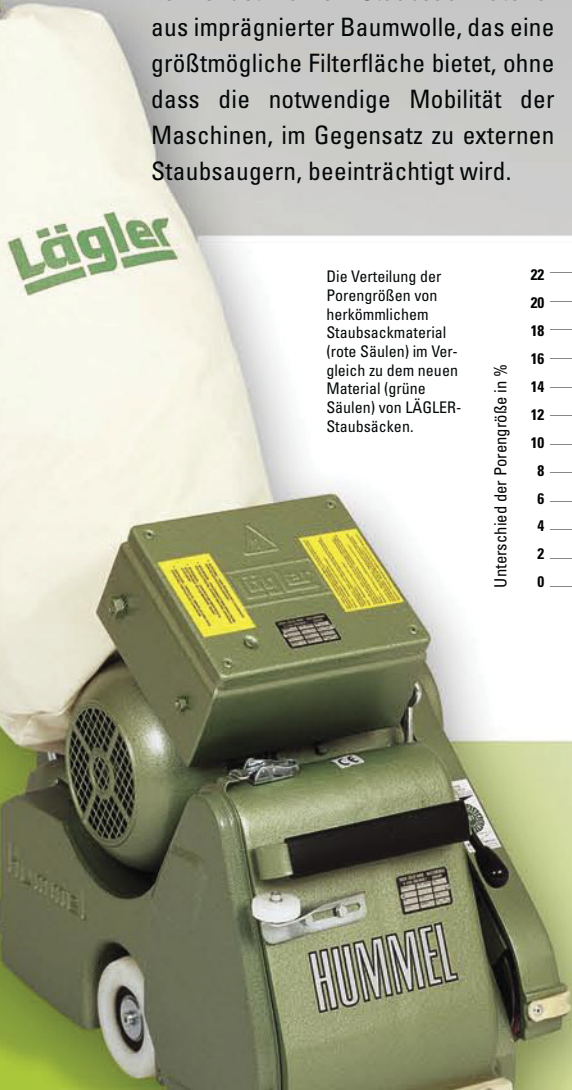 aus imprägnierter Baumwolle, das eine
größtmögliche Filterfläche bietet, ohne
dass die notwendige Mobilität der
Maschinen, im Gegensatz zu externen
Staubsaugern, beeinträchtigt wird.
Lägler
Die Verteilung der
Porengrößen von
herkömmlichem
Staubsackmaterial
(rote Säulen) im Ver-
gleich zu dem neuen
Material (grüne
Säulen) von LÄGLER-
Staubsäcken.
Unterschied der Porengröße in %
22
20
18
16
14
12
10
8
6
4
2
0
Lägler
CE
HUMMEL
HUMMEL